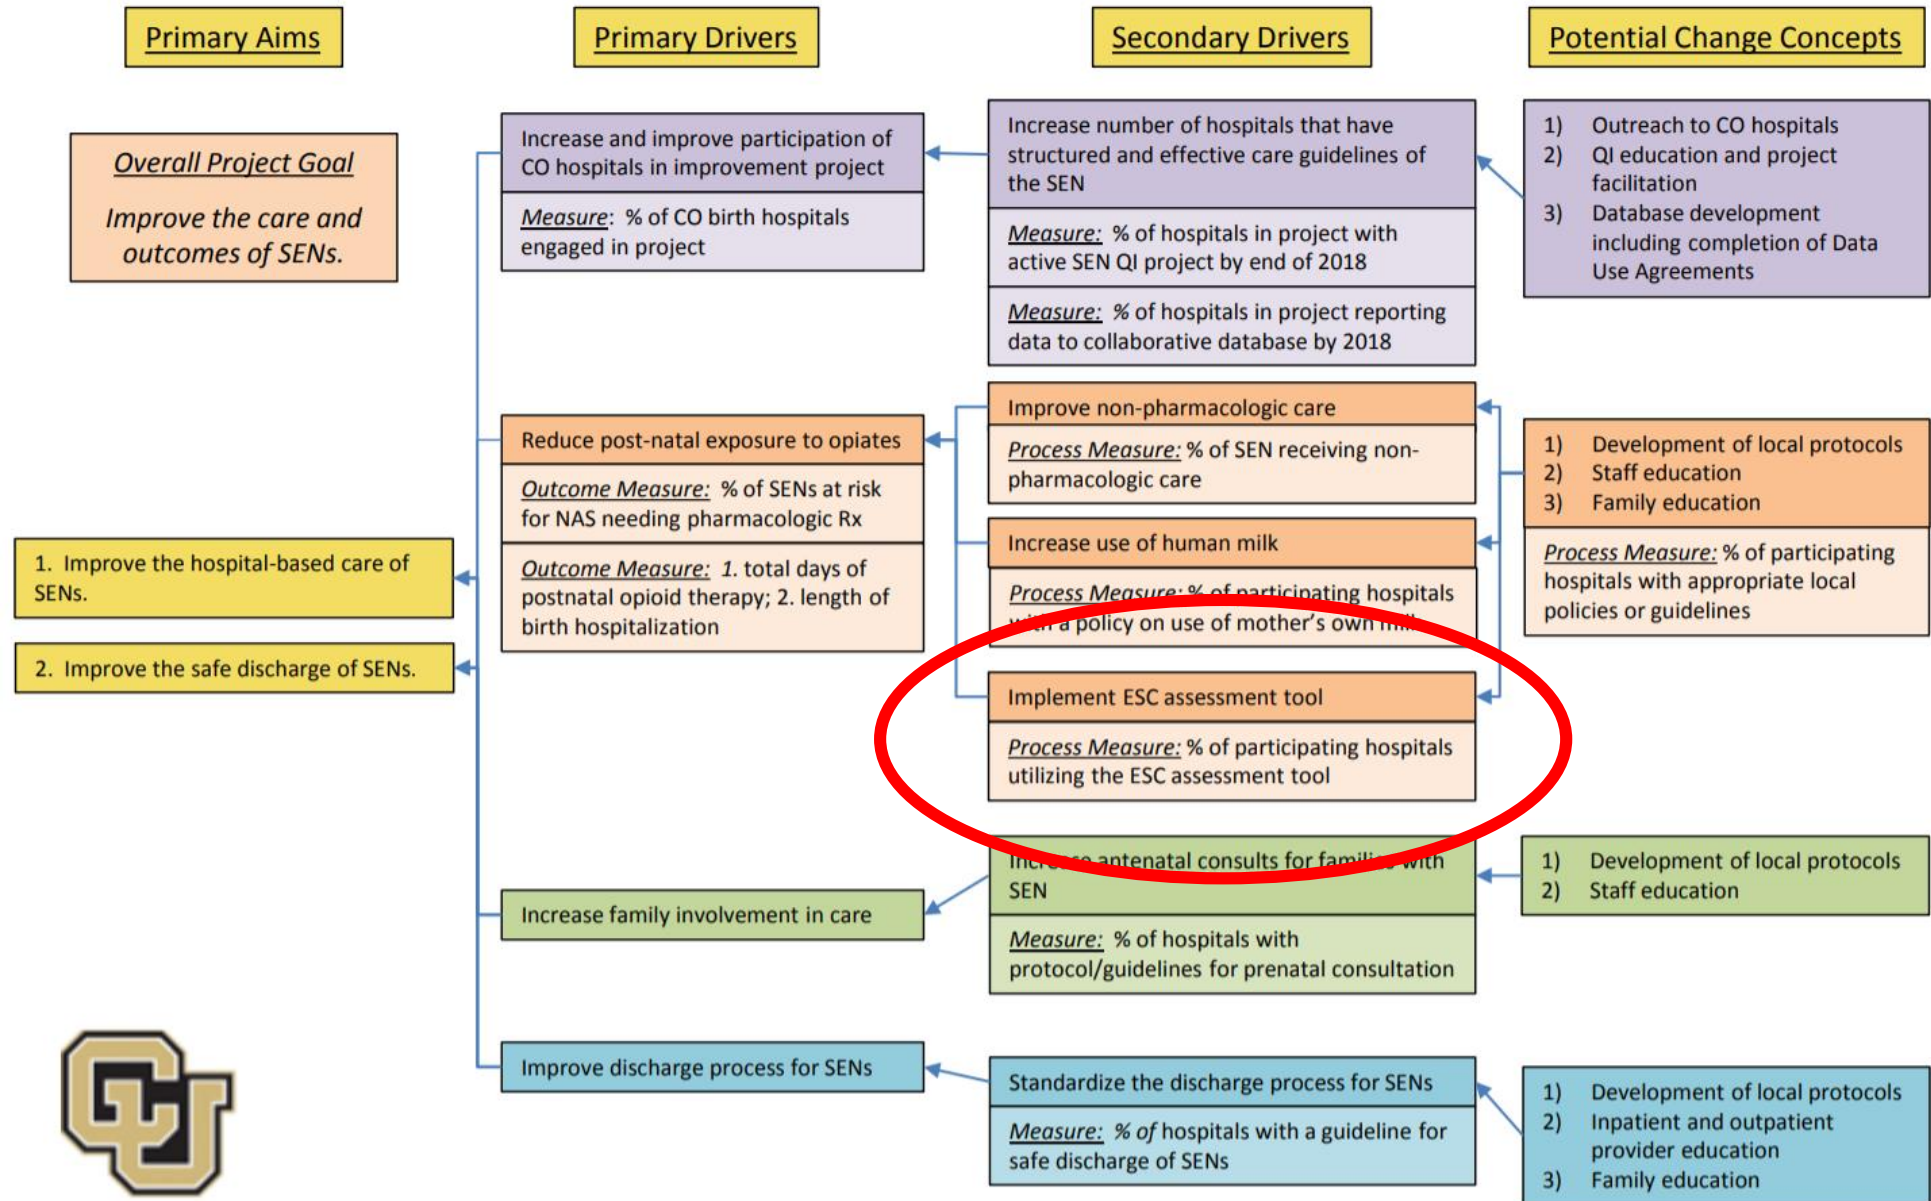 Primary Aims
Primary Drivers
Secondary Drivers
Potential Change Concepts
Overall Project Goal
Improve the care and
outcomes of SENs.
1. Improve the hospital-based care of
SENs.
2. Improve the safe discharge of SENs.
Increase and improve participation of
CO hospitals in improvement project
Measure: % of CO birth hospitals
engaged in project
Reduce post-natal exposure to opiates
Outcome Measure: % of SENs at risk
for NAS needing pharmacologic Rx
Outcome Measure: 1. total days of
postnatal opioid therapy; 2. length of
birth hospitalization
Increase family involvement in care
Improve discharge process for SENs
Increase number of hospitals that have
structured and effective care guidelines of
the SEN
Measure: % of hospitals in project with
active SEN QI project by end of 2018
Measure: % of hospitals in project reporting
data to collaborative database by 2018
Improve non-pharmacologic care
Process Measure: % of SEN receiving non-
pharmacologic care
Increase use of human milk
Process Measure: % of participating hospitals
with a policy on use of mother's own milk
Implement ESC assessment tool
Process Measure: % of participating hospitals
utilizing the ESC assessment tool
Increase antenatal consults for families with
SEN
Measure: % of hospitals with
protocol/guidelines for prenatal consultation
Standardize the discharge process for SENs
Measure: % of hospitals with a guideline for
safe discharge of SENs
1) Outreach to CO hospitals
2) QI education and project
facilitation
3) Database development
including completion of Data
Use Agreements
1) Development of local protocols
2) Staff education
3) Family education
Process Measure: % of participating
hospitals with appropriate local
policies or guidelines
1) Development of local protocols
2) Staff education
1) Development of local protocols
2) Inpatient and outpatient
provider education
3) Family education
CU